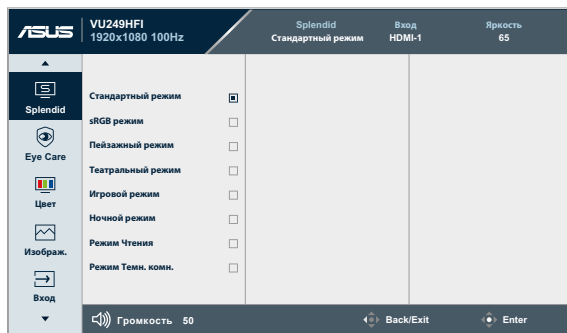 ASUS
VU249HFI
1920x1080 100Hz
Splendid
Стандартный режим
Вход
HDMI-1
Яркость
65
Splendid
Eye Care
Цвет
Изображ.
Вход
Стандартный режим
sRGB режим
Пейзажный режим
Театральный режим
Игровой режим
Ночной режим
Режим Чтения
Режим Темн. комн.
Громкость 50
Back/Exit
Enter